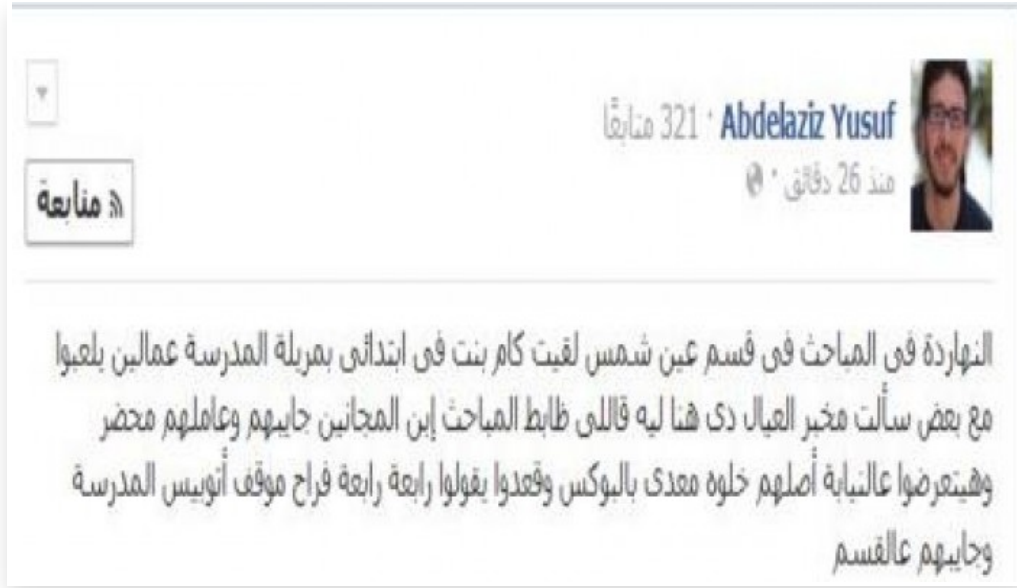 Abdelaziz Yusuf · 321 متابعًا
منذ 26 دقائق ·
متابعة
النهاردة فى المباحث فى قسم عين شمس لقيت كام بنت فى ابتدائى بمريلة المدرسة عمالين يلعبوا
مع بعض سألت مخبر العيال دى هنا ليه قاللى ظابط المباحث إبن المجانين جايبهم وعاملهم محضر
وهيتعرضوا عالنيابة أصلهم خلوه معدى بالبوكس وقعدوا يقولوا رابعة رابعة فراح موقف أتوبيس المدرسة
وجايبهم عالقسم